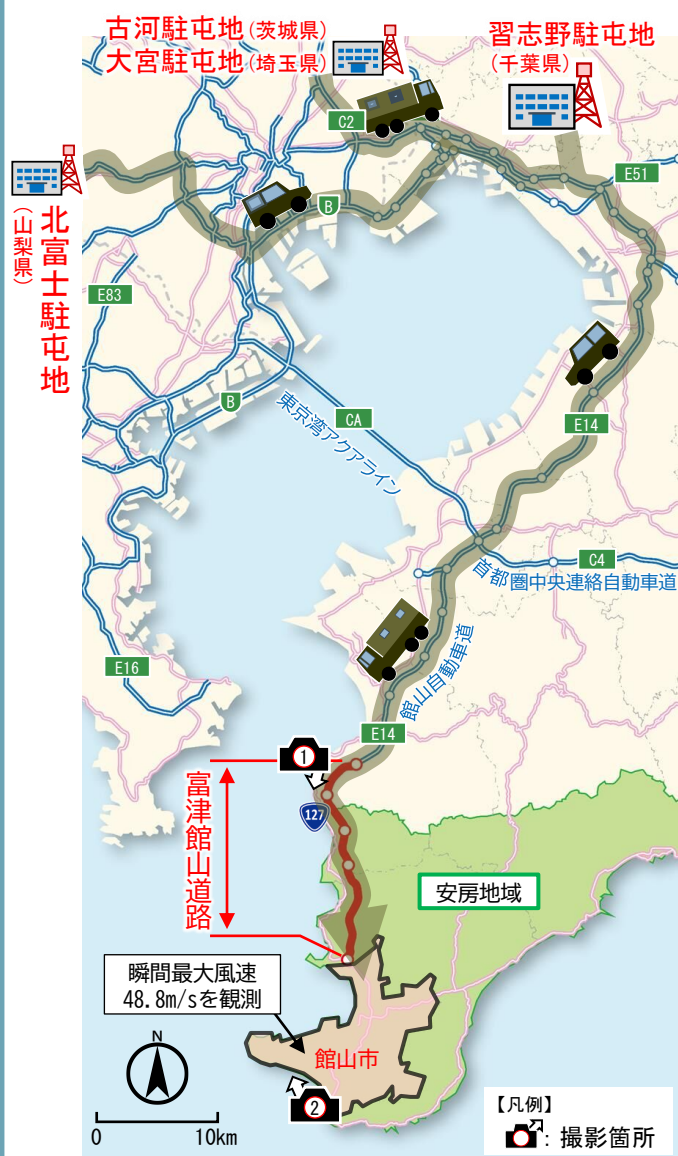 古河駐屯地(茨城県)
大宮駐屯地(埼玉県)
習志野駐屯地
(千葉県)
C2
E51
B
北富士駐屯地
(山梨県)
E83
B
CA
東京湾アクアライン
E14
C4
首都圏中央連絡自動車道
E16
館山自動車道
E14
1
127
富津館山道路
安房地域
瞬間最大風速
48.8m/sを観測
館山市
N
2
0 10km
【凡例】
：撮影箇所